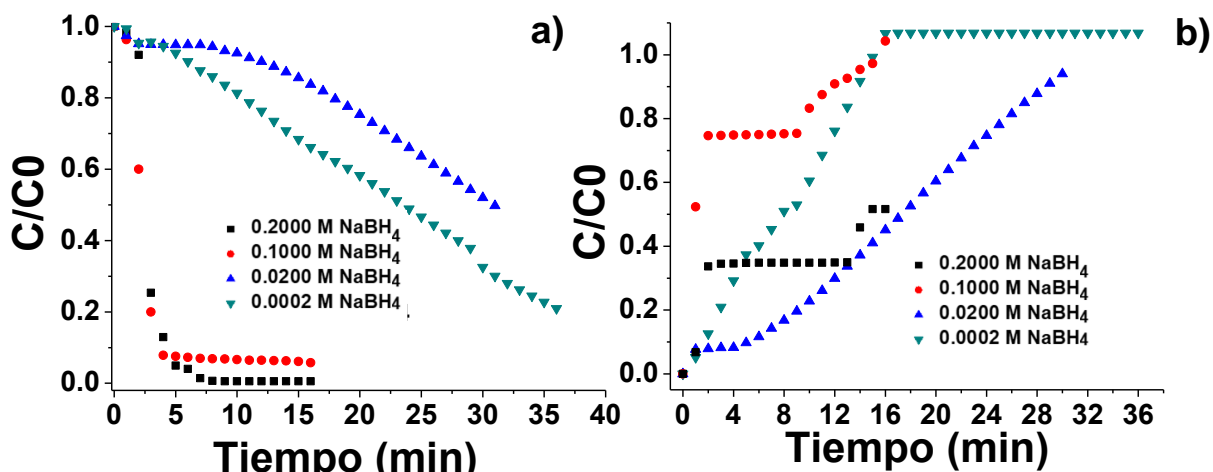 a)
C/C0
1.0
0.8
0.6
0.4
0.2
0.0
0.2000 M NaBH4
0.1000 M NaBH4
0.0200 M NaBH4
0.0002 M NaBH4
0 5 10 15 20 25 30 35 40
Tiempo (min)
b)
C/C0
1.0
0.8
0.6
0.4
0.2
0.0
0.2000 M NaBH4
0.1000 M NaBH4
0.0200 M NaBH4
0.0002 M NaBH4
0 4 8 12 16 20 24 28 32 36
Tiempo (min)